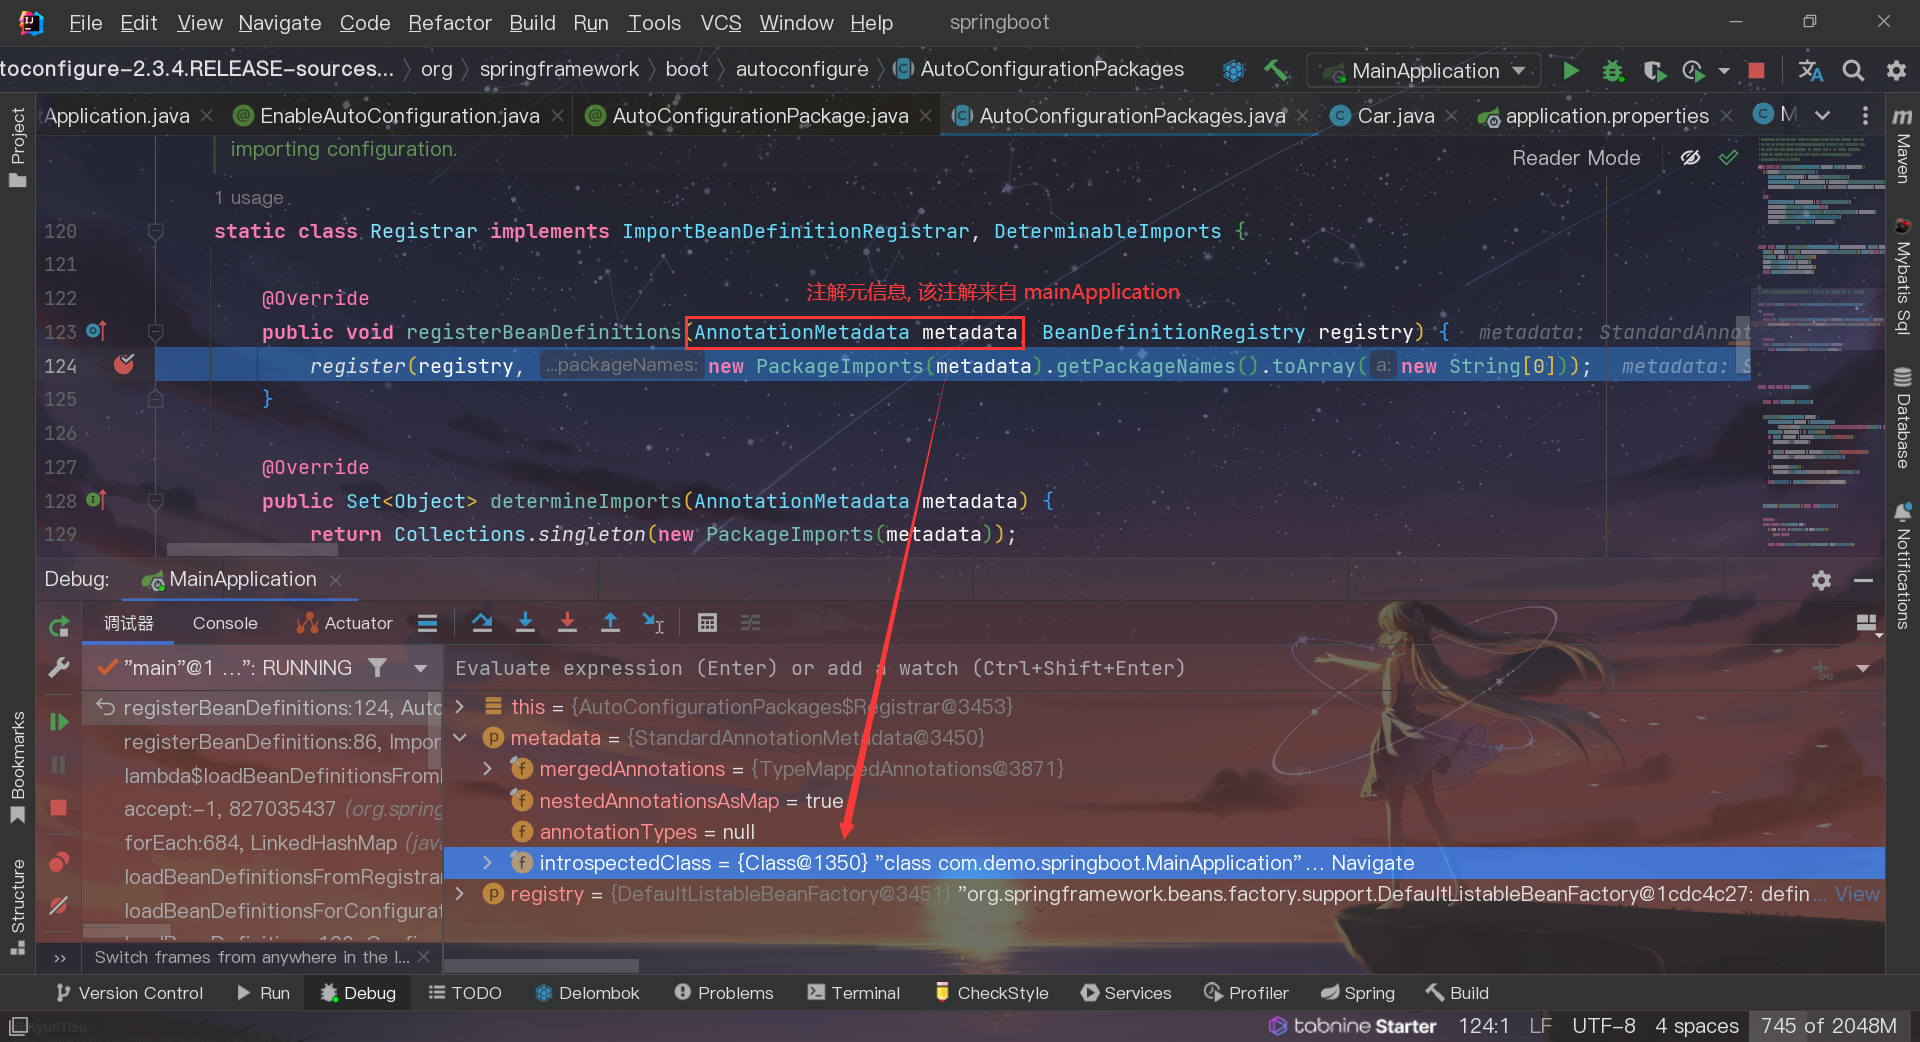 File Edit View Navigate Code Refactor Build Run Tools VCS Window Help springboot
toconfigure-2.3.4.RELEASE-sources... org springframework boot autoconfigure AutoConfigurationPackages MainApplication
tApplication.java EnableAutoConfiguration.java AutoConfigurationPackage.java AutoConfigurationPackages.java Car.java application.properties M
importing configuration.
Reader Mode
1 usage
120 static class Registrar implements ImportBeanDefinitionRegistrar, DeterminableImports {
121
注解元信息, 该注解来自 mainApplication
122 @Override
123 public void registerBeanDefinitions(AnnotationMetadata metadata, BeanDefinitionRegistry registry) { metadata: StandardAnnot
124 register(registry, ...packageNames: new PackageImports(metadata).getPackageNames().toArray( a: new String[0])); metadata: S
125 }
126
127 @Override
128 public Set<Object> determineImports(AnnotationMetadata metadata) {
129 return Collections.singleton(new PackageImports(metadata));
Project
Bookmarks
Structure
Maven
Mybatis Sql
Database
Notifications
Debug: MainApplication
调试器 Console Actuator
"main"@1 ...": RUNNING
Evaluate expression (Enter) or add a watch (Ctrl+Shift+Enter)
registerBeanDefinitions:124, Auto
registerBeanDefinitions:86, Impor
lambda$loadBeanDefinitionsFrom
accept:-1, 827035437 (org.spring
forEach:684, LinkedHashMap (java
loadBeanDefinitionsFromRegistrar
loadBeanDefinitionsForConfigurat
this = {AutoConfigurationPackages$Registrar@3453}
metadata = {StandardAnnotationMetadata@3450}
mergedAnnotations = {TypeMappedAnnotations@3871}
nestedAnnotationsAsMap = true
annotationTypes = null
introspectedClass = {Class@1350} "class com.demo.springboot.MainApplication"... Navigate
registry = {DefaultListableBeanFactory@3451} "org.springframework.beans.factory.support.DefaultListableBeanFactory@1cdc4c27: defin... View
Switch frames from anywhere in the I...
Version Control Run Debug TODO Delombok Problems Terminal CheckStyle Services Profiler Spring Build
tabnine Starter 124:1 LF UTF-8 4 spaces 745 of 2048M